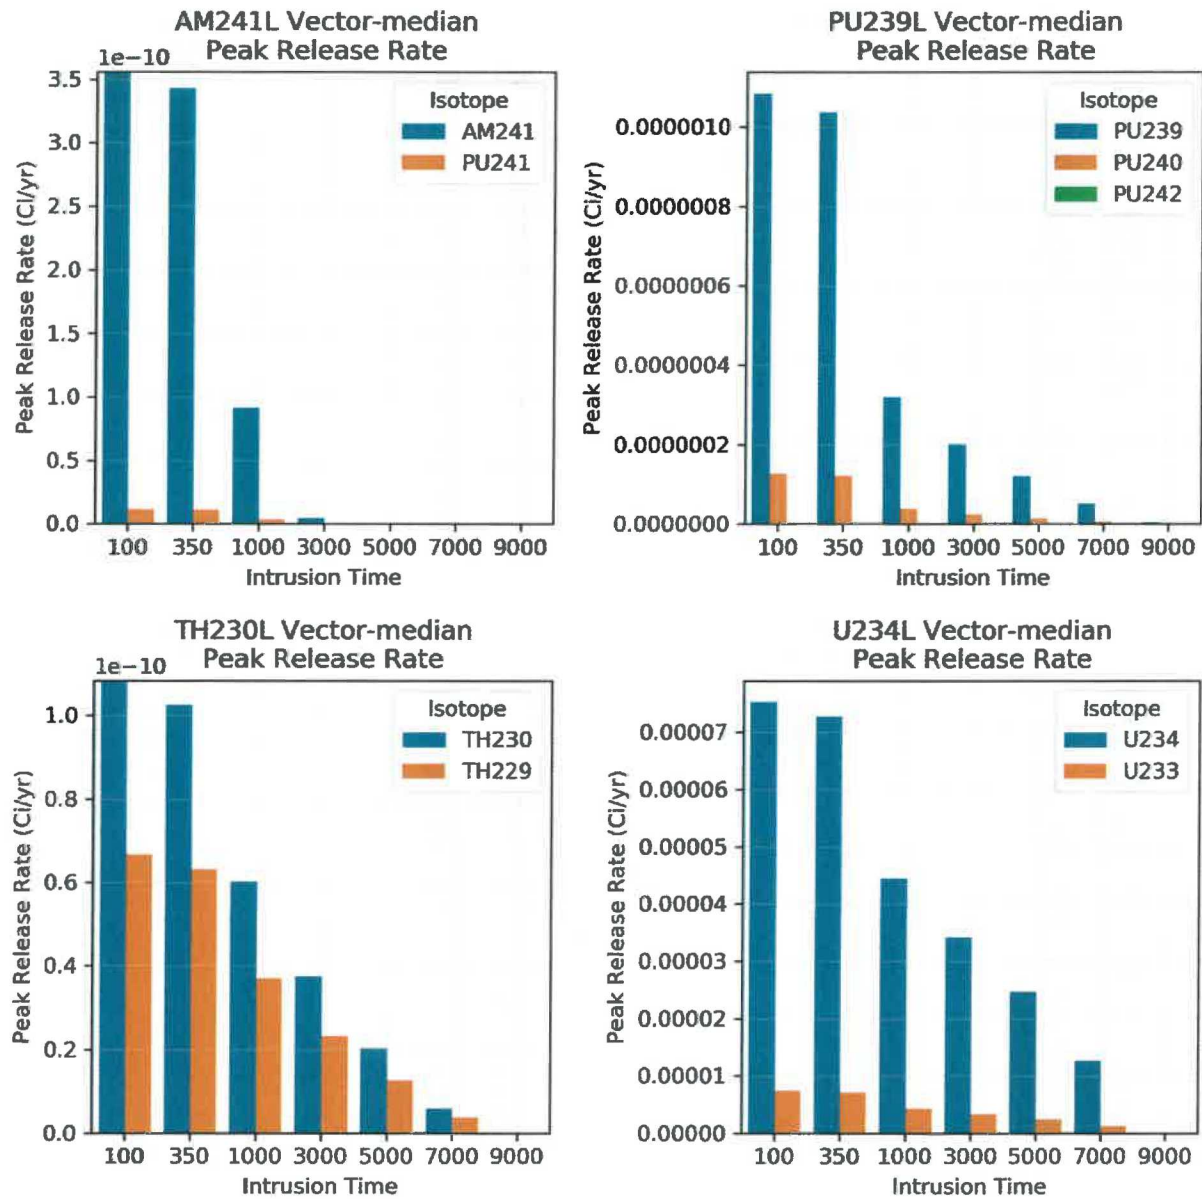 AM241L Vector-median
Peak Release Rate
1e−10
3.5
3.0
2.5
2.0
1.5
1.0
0.5
0.0
Peak Release Rate (Ci/yr)
Isotope
AM241
PU241
100 350 1000 3000 5000 7000 9000
Intrusion Time
PU239L Vector-median
Peak Release Rate
0.0000010
0.0000008
0.0000006
0.0000004
0.0000002
0.0000000
Peak Release Rate (Ci/yr)
Isotope
PU239
PU240
PU242
100 350 1000 3000 5000 7000 9000
Intrusion Time
TH230L Vector-median
Peak Release Rate
1e−10
1.0
0.8
0.6
0.4
0.2
0.0
Peak Release Rate (Ci/yr)
Isotope
TH230
TH229
100 350 1000 3000 5000 7000 9000
Intrusion Time
U234L Vector-median
Peak Release Rate
0.00007
0.00006
0.00005
0.00004
0.00003
0.00002
0.00001
0.00000
Peak Release Rate (Ci/yr)
Isotope
U234
U233
100 350 1000 3000 5000 7000 9000
Intrusion Time